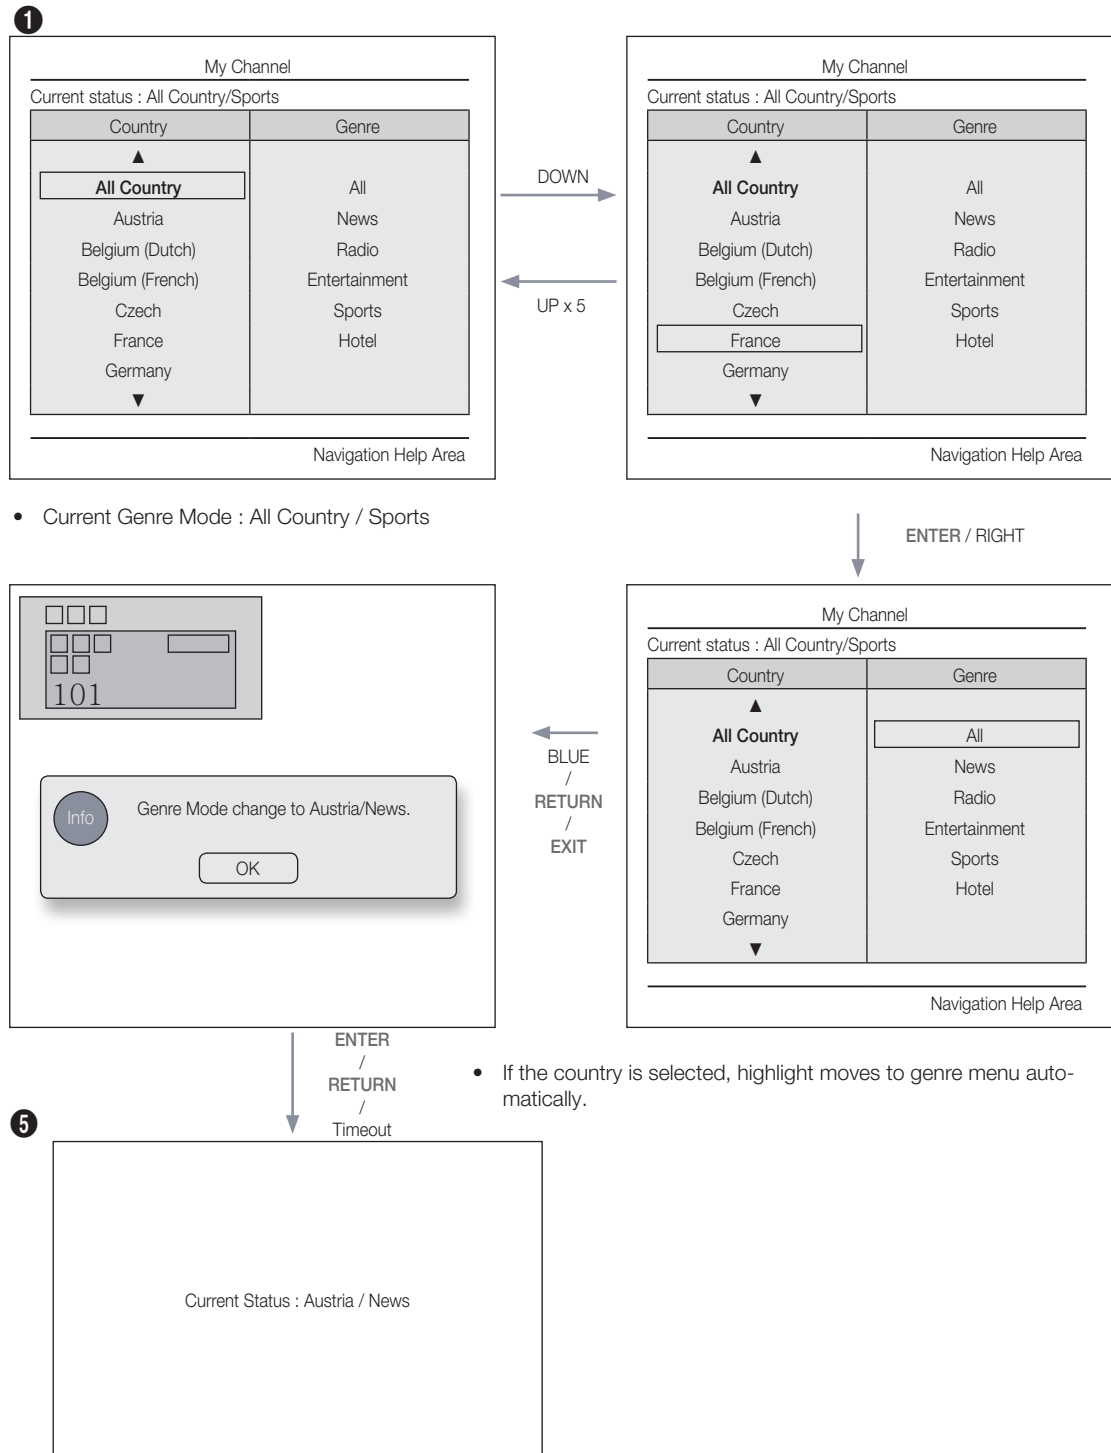 ❶
My Channel
Current status : All Country/Sports
Country Genre
▲
All Country All
Austria News
Belgium (Dutch) Radio
Belgium (French) Entertainment
Czech Sports
France Hotel
Germany
▼
Navigation Help Area
DOWN
UP x 5
My Channel
Current status : All Country/Sports
Country Genre
▲
All Country All
Austria News
Belgium (Dutch) Radio
Belgium (French) Entertainment
Czech Sports
France Hotel
Germany
▼
Navigation Help Area
• Current Genre Mode : All Country / Sports
ENTER / RIGHT
My Channel
Current status : All Country/Sports
Country Genre
▲
All Country All
Austria News
Belgium (Dutch) Radio
Belgium (French) Entertainment
Czech Sports
France Hotel
Germany
▼
Navigation Help Area
• If the country is selected, highlight moves to genre menu auto-
matically.
BLUE
/
RETURN
/
EXIT
□□□
□□□
□□
101
Info
Genre Mode change to Austria/News.
OK
ENTER
/
RETURN
/
Timeout
❺
Current Status : Austria / News